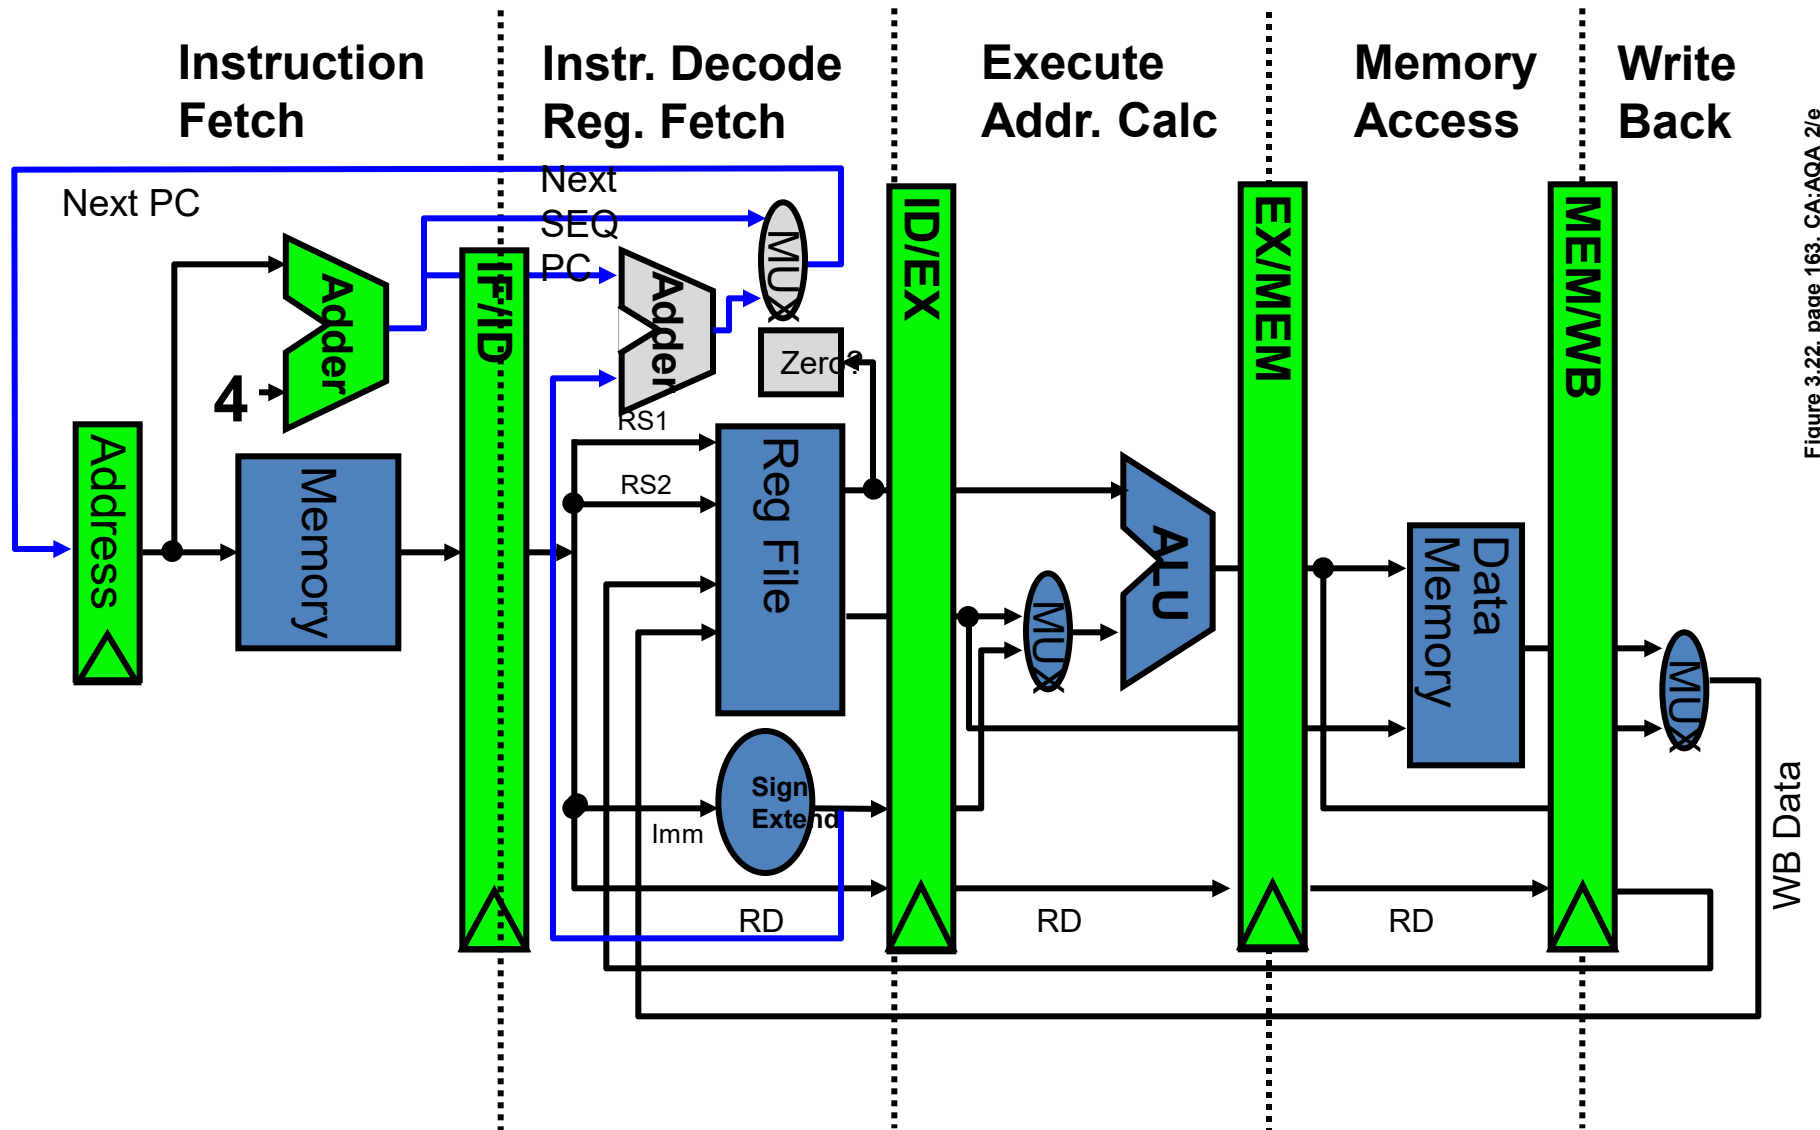 Instruction
Fetch
Instr. Decode
Reg. Fetch
Execute
Addr. Calc
Memory
Access
Write
Back
Figure 3.22, page 163, CA:AQA 2/e
Next PC
Next
SEQ
PC
MUX
Adder
4
IF/ID
Adder
Zero?
ID/EX
EX/MEM
MEM/WB
Address
Memory
RS1
RS2
Reg File
ALU
MUX
Data
Memory
MUX
Sign
Extend
Imm
RD
RD
RD
WB Data